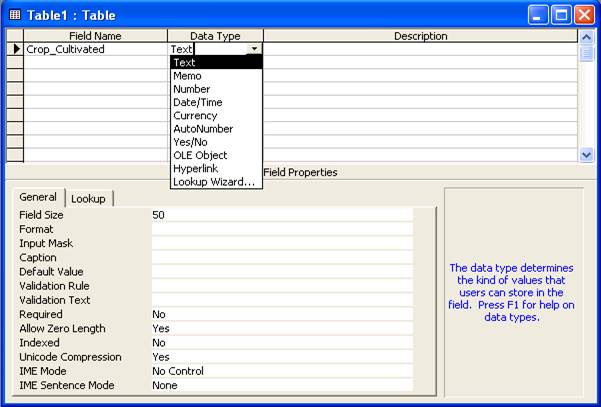 Table1 : Table
Field Name Data Type Description
Crop_Cultivated Text
Text
Memo
Number
Date/Time
Currency
AutoNumber
Yes/No
OLE Object
Hyperlink
Lookup Wizard...
Field Properties
General Lookup
Field Size 50
Format
Input Mask
Caption
Default Value
Validation Rule
Validation Text
Required No
Allow Zero Length Yes
Indexed No
Unicode Compression Yes
IME Mode No Control
IME Sentence Mode None
The data type determines
the kind of values that
users can store in the
field. Press F1 for help on
data types.